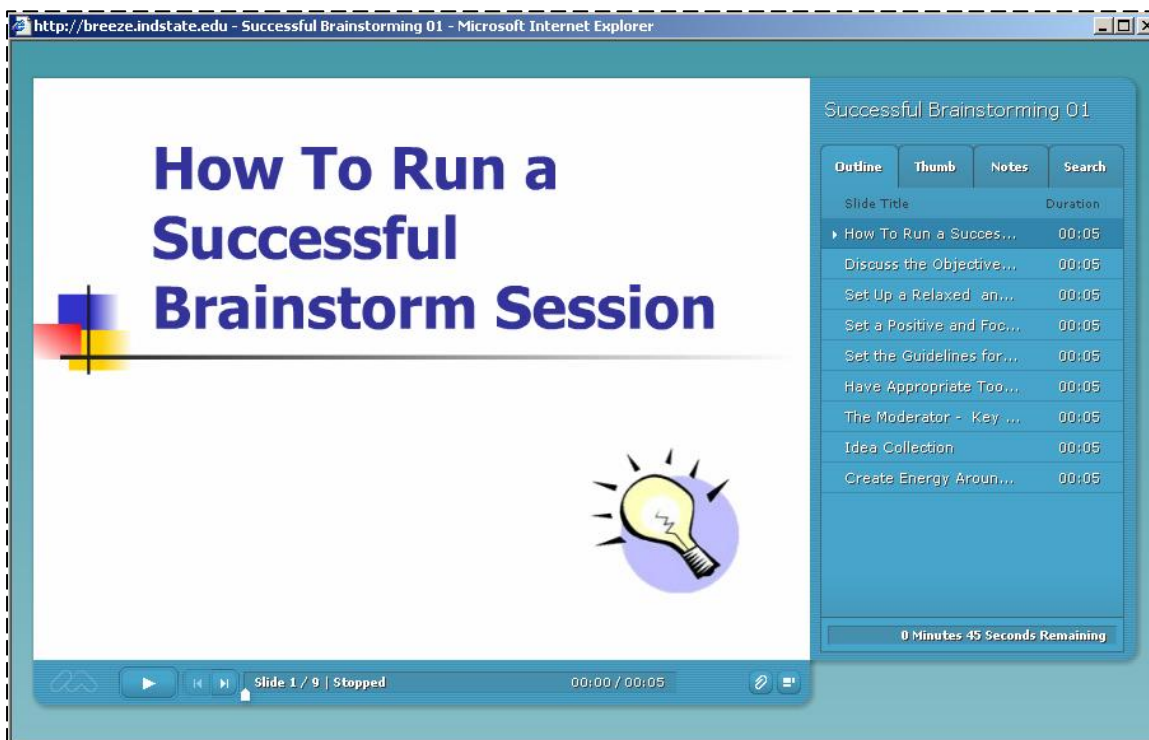 http://breeze.indstate.edu - Successful Brainstorming 01 - Microsoft Internet Explorer
How To Run a
Successful
Brainstorm Session
Successful Brainstorming 01
Outline Thumb Notes Search
Slide Title Duration
How To Run a Succes... 00:05
Discuss the Objective... 00:05
Set Up a Relaxed an... 00:05
Set a Positive and Foc... 00:05
Set the Guidelines for... 00:05
Have Appropriate Too... 00:05
The Moderator - Key ... 00:05
Idea Collection 00:05
Create Energy Aroun... 00:05
0 Minutes 45 Seconds Remaining
Slide 1 / 9 | Stopped 00:00 / 00:05